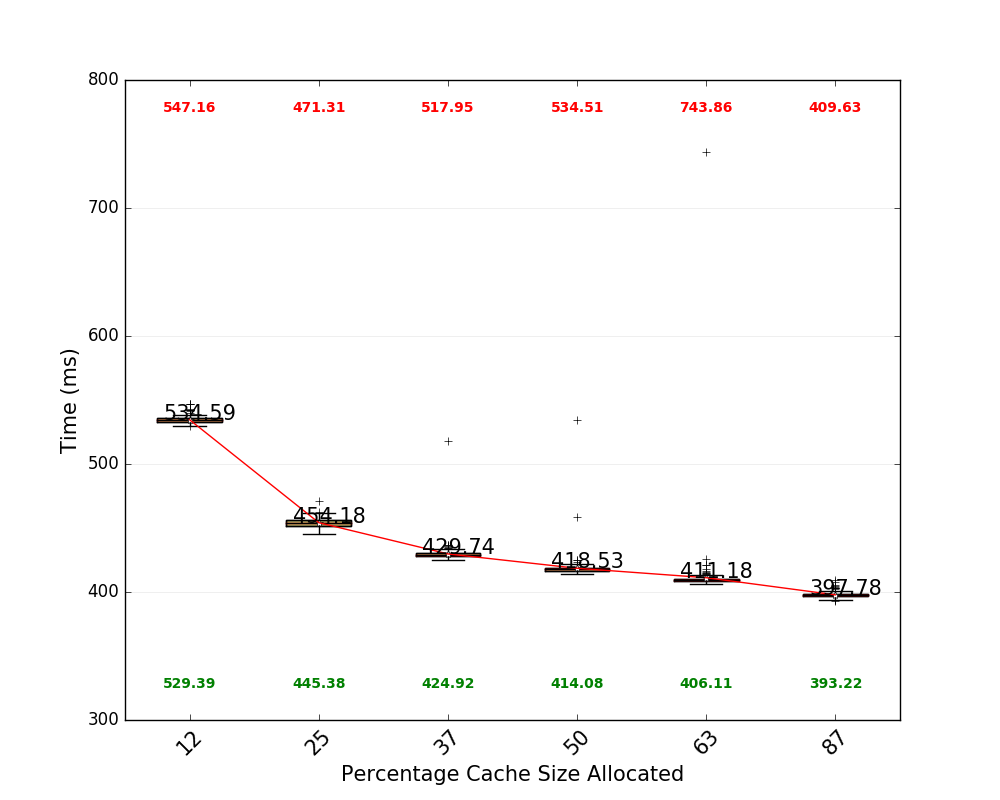 800
547.16 471.31 517.95 534.51 743.86 409.63
700
600
Time (ms)
534.59
500
454.18
429.74
418.53
411.18
397.78
400
529.39 445.38 424.92 414.08 406.11 393.22
300
12 25 37 50 63 87
Percentage Cache Size Allocated